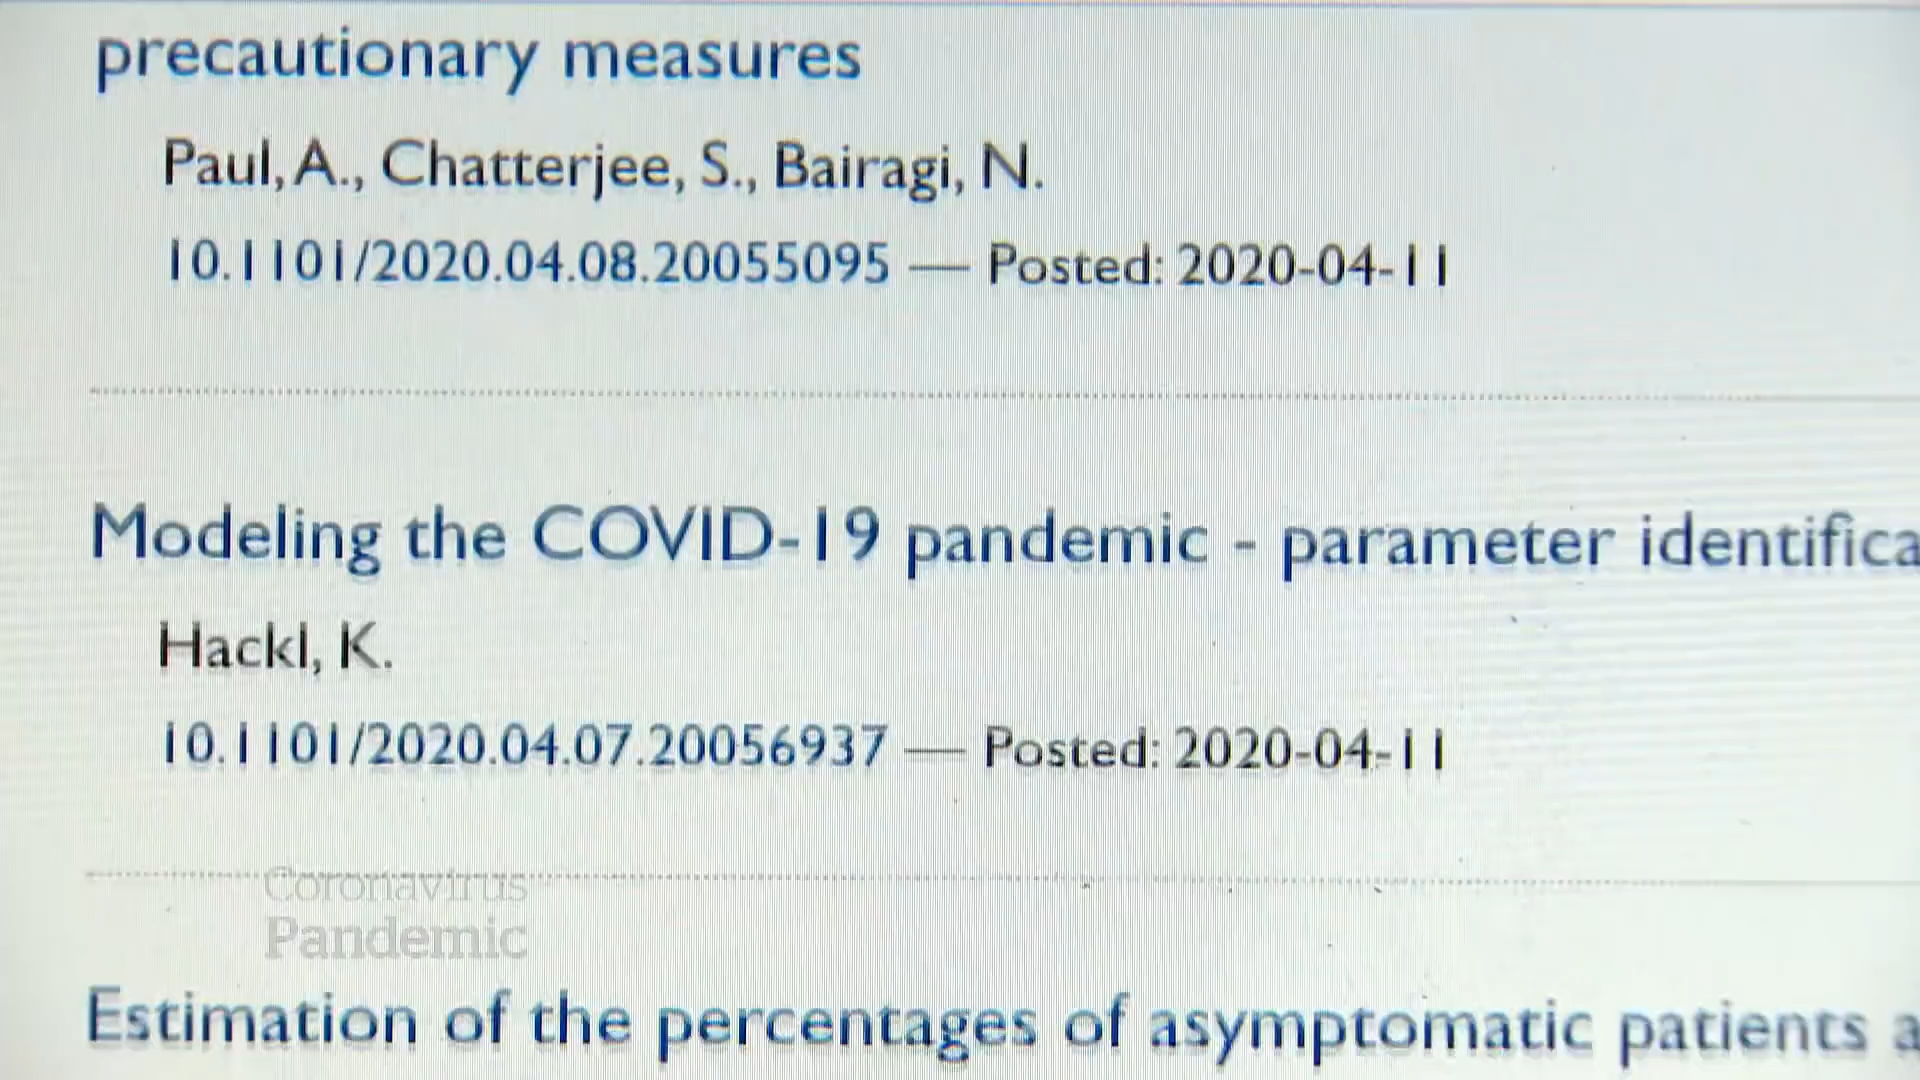 precautionary measures
Paul, A., Chatterjee, S., Bairagi, N.
10.1101/2020.04.08.20055095 — Posted: 2020-04-11
Modeling the COVID-19 pandemic - parameter identifica
Hackl, K.
10.1101/2020.04.07.20056937 — Posted: 2020-04-11
Coronavirus
Pandemic
Estimation of the percentages of asymptomatic patients a